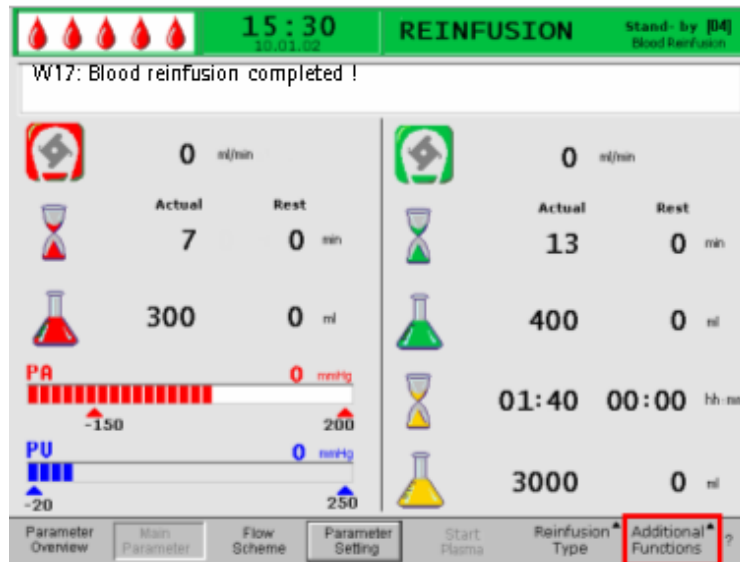 15:30
10.01.02
REINFUSION
Stand- by [04]
Blood Reinfusion
W17: Blood reinfusion completed !
0 ml/min
0 ml/min
Actual Rest
7 0 min
300 0 ml
Actual Rest
13 0 min
400 0 ml
01:40 00:00 hh:mm
3000 0 ml
PA 0 mmHg
-150 200
PV 0 mmHg
-20 250
Parameter Overview
Main Parameter
Flow Scheme
Parameter Setting
Start Plasma
Reinfusion Type
Additional Functions
?